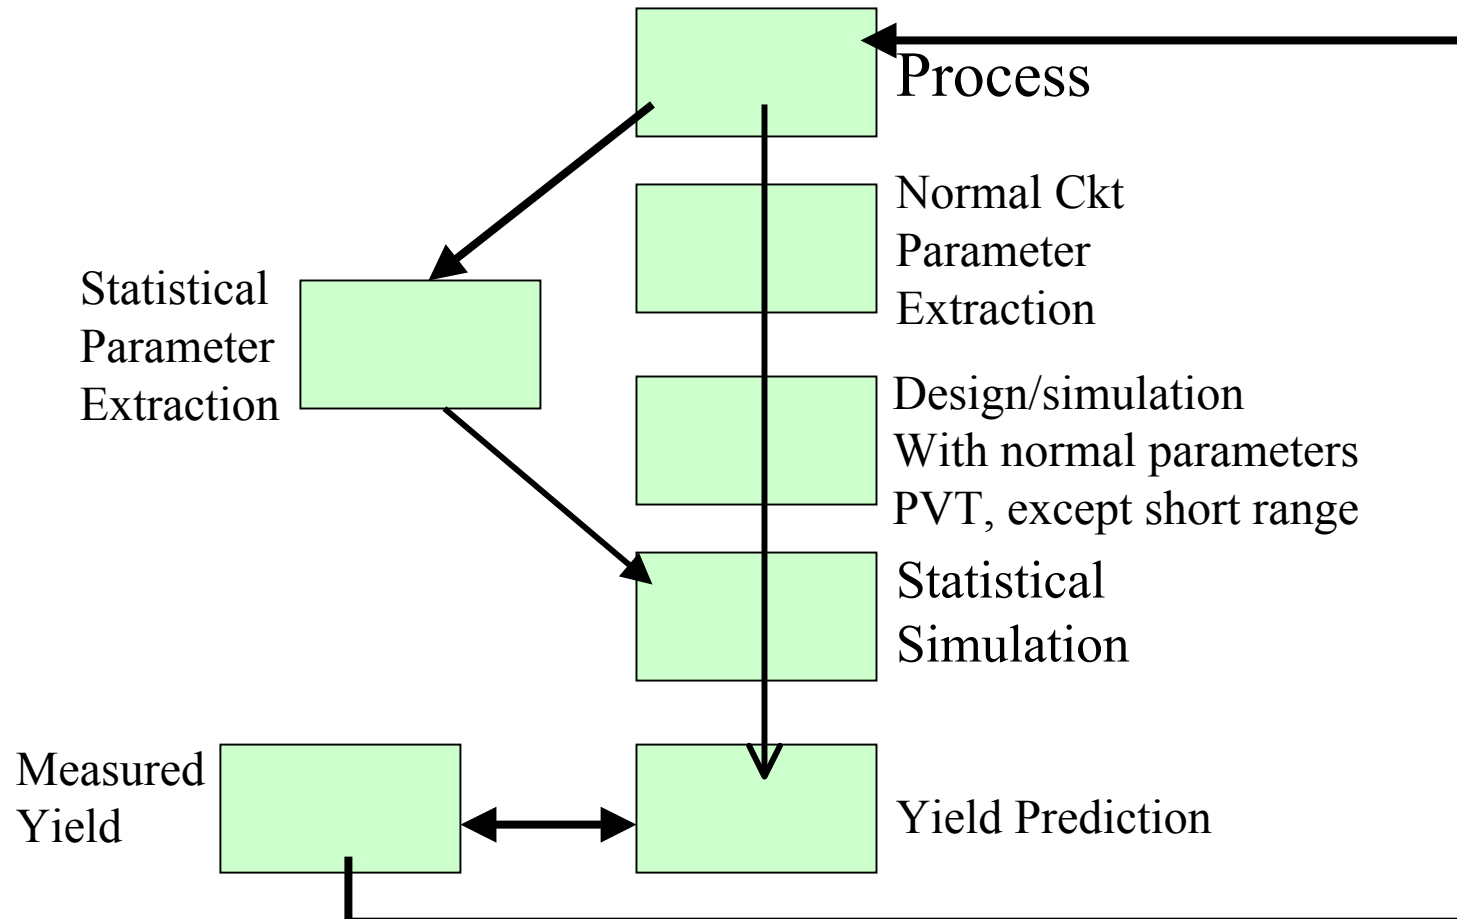 Process
Normal Ckt
Parameter
Extraction
Statistical
Parameter
Extraction
Design/simulation
With normal parameters
PVT, except short range
Statistical
Simulation
Measured
Yield
Yield Prediction